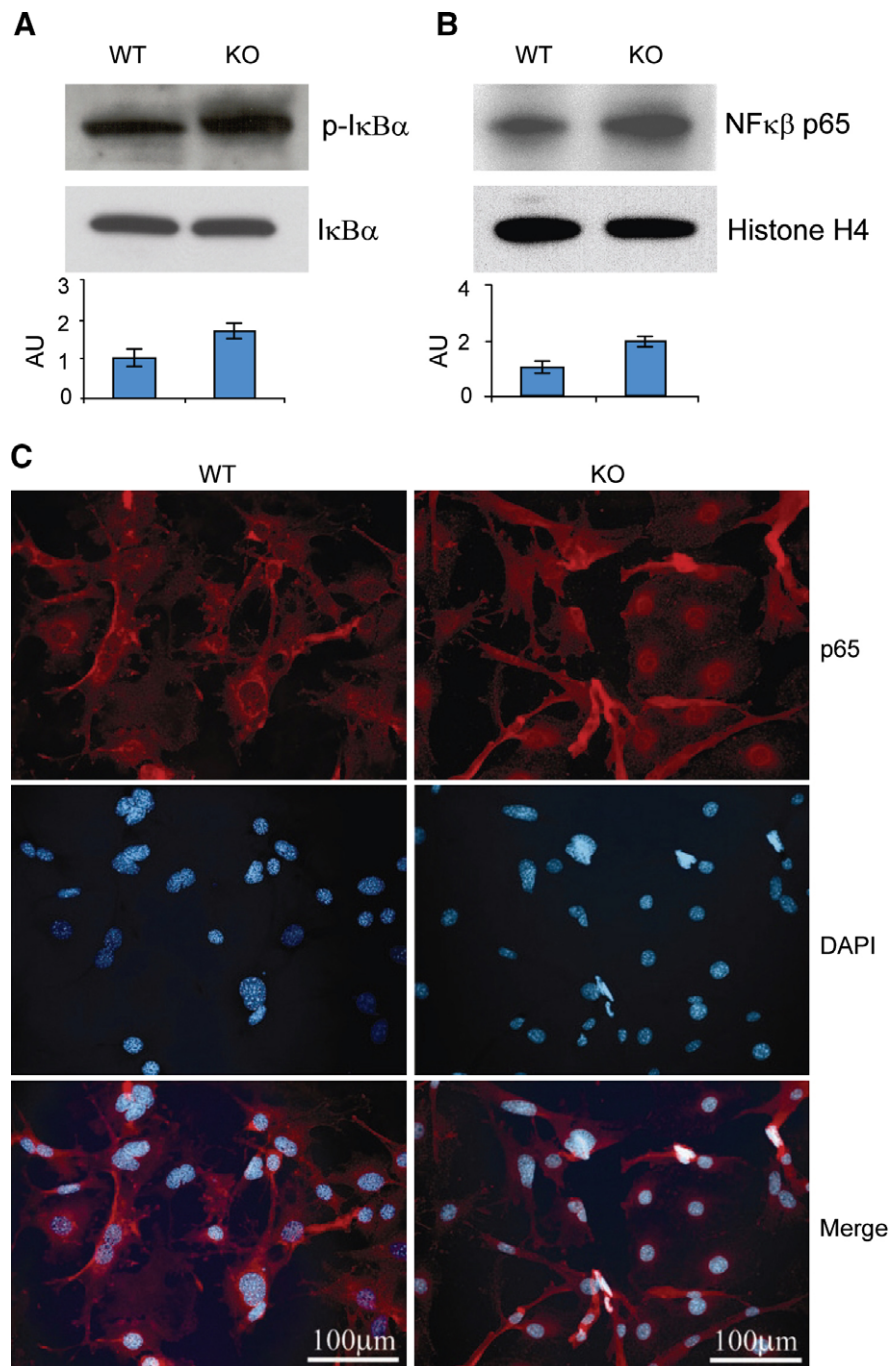 A
B
WT KO
WT KO
p-IκBα
NFκβ p65
IκBα
Histone H4
3
2
1
0
AU
4
2
0
AU
C
WT
KO
p65
DAPI
Merge
100μm
100μm